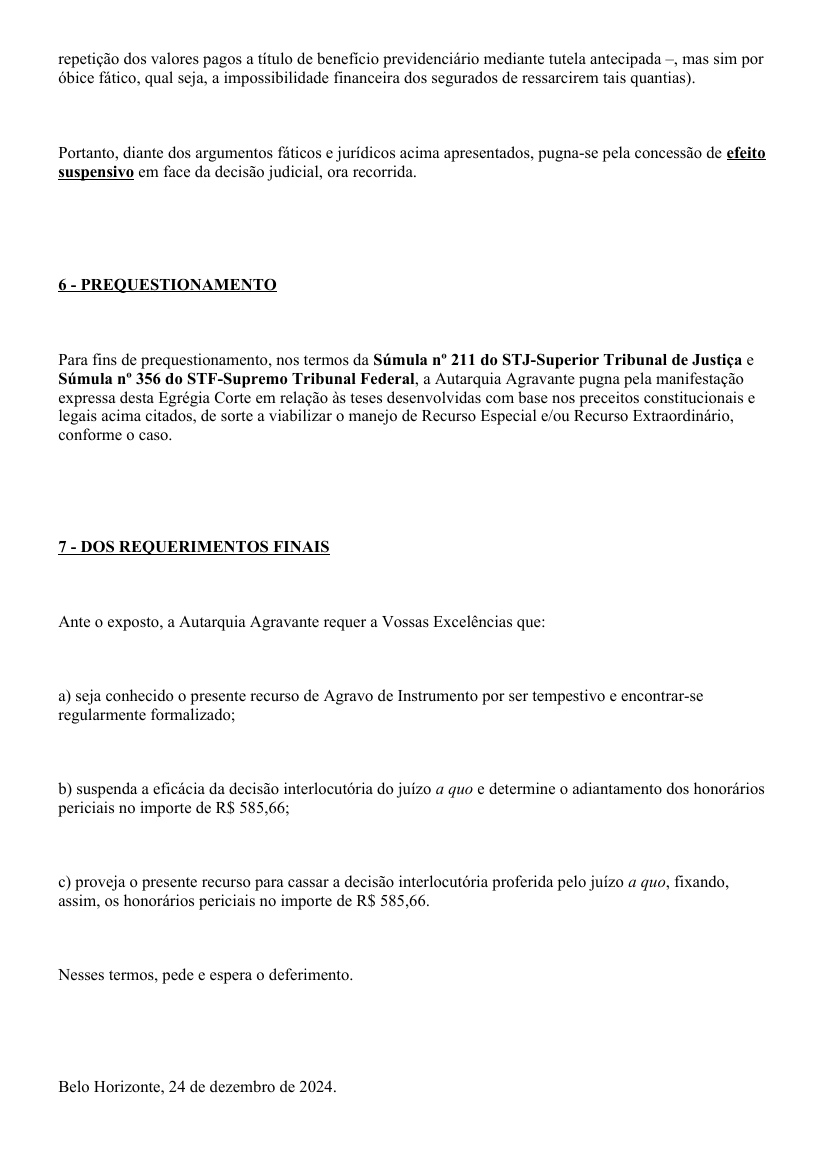 repetição dos valores pagos a título de benefício previdenciário mediante tutela antecipada –, mas sim por
óbice fático, qual seja, a impossibilidade financeira dos segurados de ressarcirem tais quantias).
Portanto, diante dos argumentos fáticos e jurídicos acima apresentados, pugna-se pela concessão de efeito
suspensivo em face da decisão judicial, ora recorrida.
6 - PREQUESTIONAMENTO
Para fins de prequestionamento, nos termos da Súmula nº 211 do STJ-Superior Tribunal de Justiça e
Súmula nº 356 do STF-Supremo Tribunal Federal, a Autarquia Agravante pugna pela manifestação
expressa desta Egrégia Corte em relação às teses desenvolvidas com base nos preceitos constitucionais e
legais acima citados, de sorte a viabilizar o manejo de Recurso Especial e/ou Recurso Extraordinário,
conforme o caso.
7 - DOS REQUERIMENTOS FINAIS
Ante o exposto, a Autarquia Agravante requer a Vossas Excelências que:
a) seja conhecido o presente recurso de Agravo de Instrumento por ser tempestivo e encontrar-se
regularmente formalizado;
b) suspenda a eficácia da decisão interlocutória do juízo a quo e determine o adiantamento dos honorários
periciais no importe de R$ 585,66;
c) proveja o presente recurso para cassar a decisão interlocutória proferida pelo juízo a quo, fixando,
assim, os honorários periciais no importe de R$ 585,66.
Nesses termos, pede e espera o deferimento.
Belo Horizonte, 24 de dezembro de 2024.